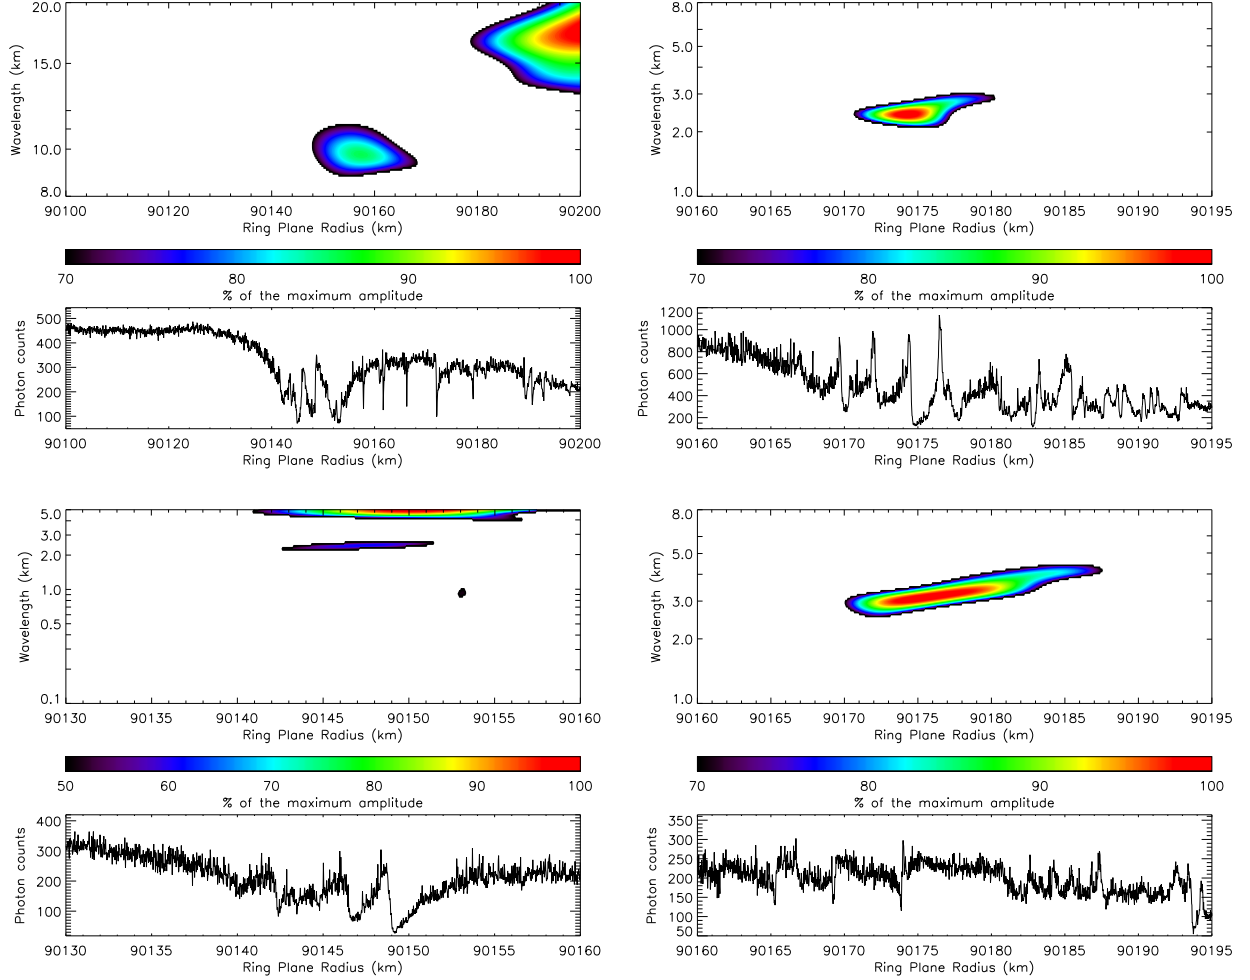 20.0
15.0
10.0
8.0
Wavelength (km)
90100 90120 90140 90160 90180 90200
Ring Plane Radius (km)
70 80 90 100
% of the maximum amplitude
500
400
300
200
100
Photon counts
90100 90120 90140 90160 90180 90200
Ring Plane Radius (km)
8.0
5.0
3.0
2.0
1.0
Wavelength (km)
90160 90165 90170 90175 90180 90185 90190 90195
Ring Plane Radius (km)
70 80 90 100
% of the maximum amplitude
1200
1000
800
600
400
200
Photon counts
90160 90165 90170 90175 90180 90185 90190 90195
Ring Plane Radius (km)
5.0
3.0
2.0
1.0
0.5
0.1
Wavelength (km)
90130 90135 90140 90145 90150 90155 90160
Ring Plane Radius (km)
50 60 70 80 90 100
% of the maximum amplitude
400
300
200
100
Photon counts
90130 90135 90140 90145 90150 90155 90160
Ring Plane Radius (km)
8.0
5.0
3.0
2.0
1.0
Wavelength (km)
90160 90165 90170 90175 90180 90185 90190 90195
Ring Plane Radius (km)
70 80 90 100
% of the maximum amplitude
350
300
250
200
150
100
50
Photon counts
90160 90165 90170 90175 90180 90185 90190 90195
Ring Plane Radius (km)